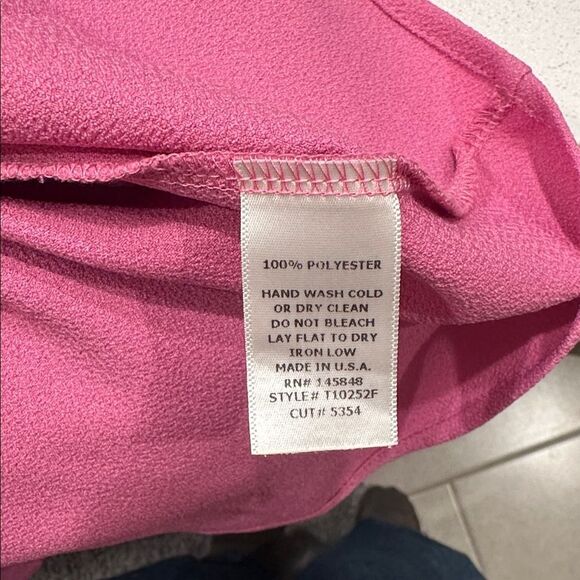 100% POLYESTER
HAND WASH COLD
OR DRY CLEAN
DO NOT BLEACH
LAY FLAT TO DRY
IRON LOW
MADE IN U.S.A.
RN# 145848
STYLE# T10252F
CUT# 5354